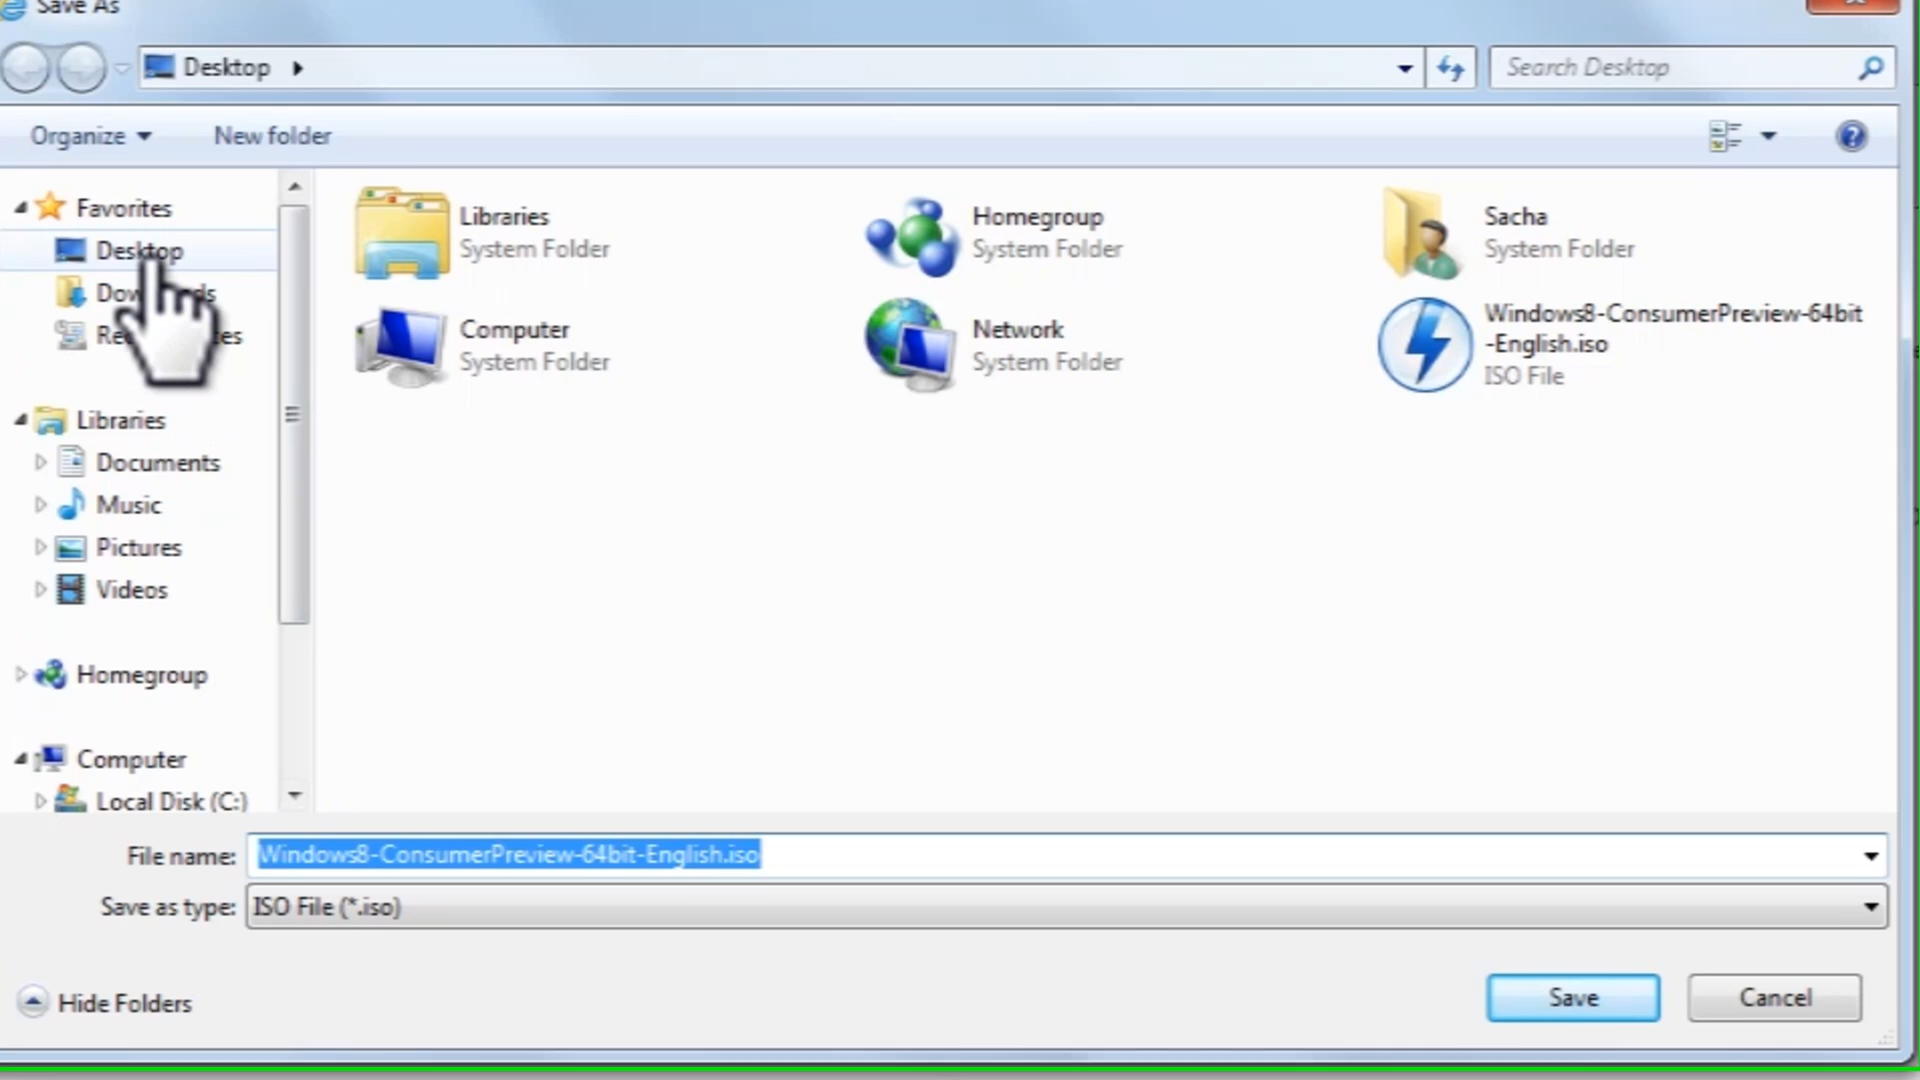 Save As
Desktop
Search Desktop
Organize
New folder
Favorites
Desktop
Libraries
Documents
Music
Pictures
Videos
Homegroup
Computer
Local Disk (C:)
Libraries
System Folder
Homegroup
System Folder
Sacha
System Folder
Computer
System Folder
Network
System Folder
Windows8-ConsumerPreview-64bit
-English.iso
ISO File
File name: Windows8-ConsumerPreview-64bit-English.iso
Save as type: ISO File (*.iso)
Hide Folders
Save
Cancel